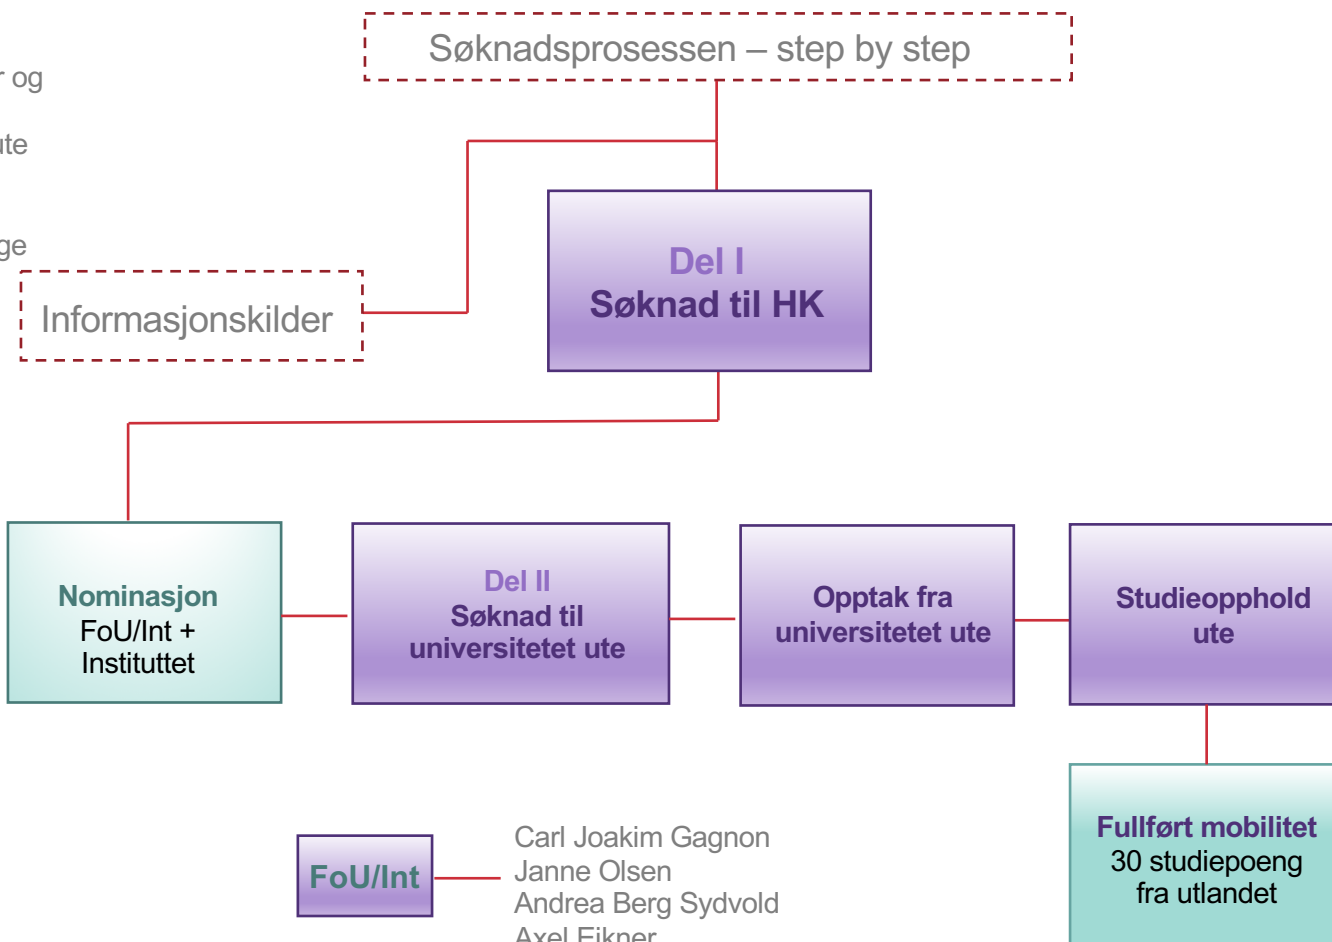 Søknadsprosessen – step by step
r og
ute
ge
Informasjonskilder
Del I
Søknad til HK
Nominasjon
FoU/Int +
Instituttet
Del II
Søknad til
universitetet ute
Opptak fra
universitetet ute
Studieopphold
ute
Fullført mobilitet
30 studiepoeng
fra utlandet
FoU/Int
Carl Joakim Gagnon
Janne Olsen
Andrea Berg Sydvold
Axel Eikner